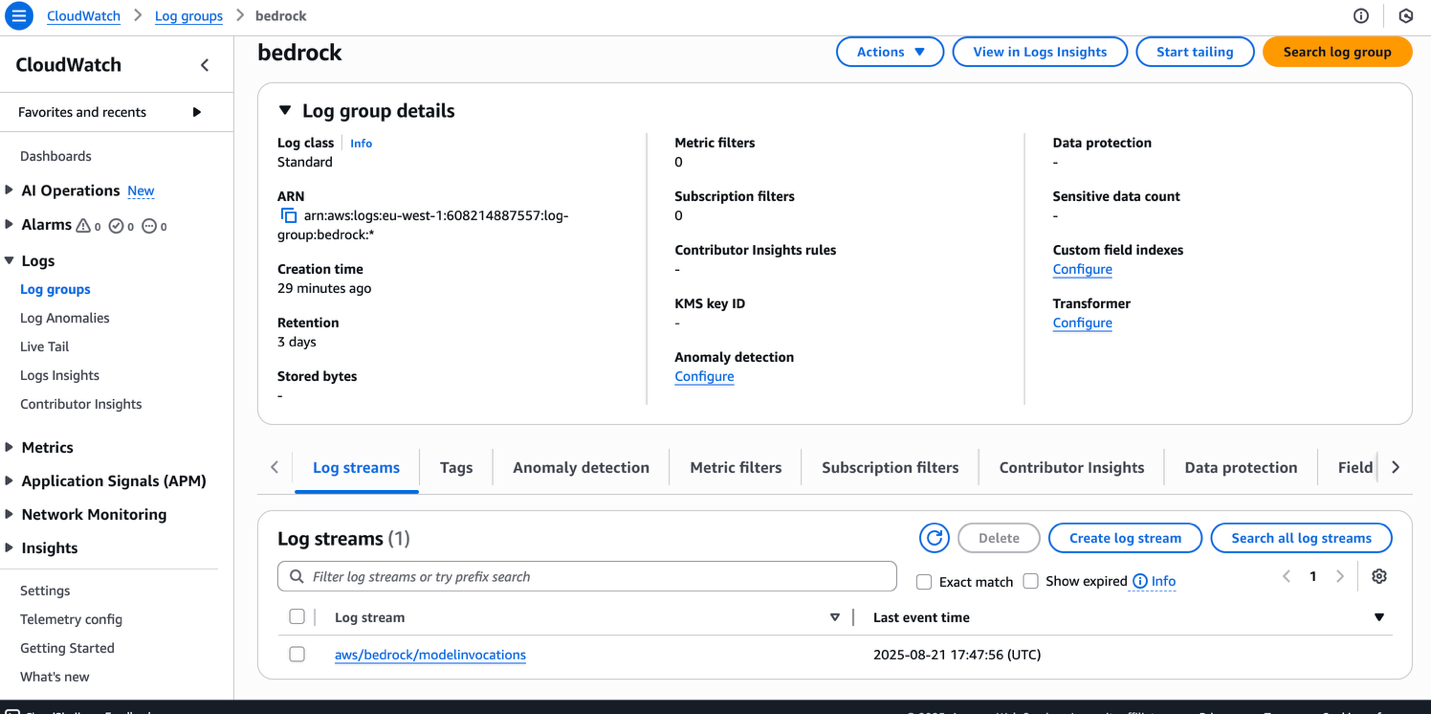 CloudWatch > Log groups > bedrock
CloudWatch
Favorites and recents
Dashboards
AI Operations New
Alarms 0 0 0
Logs
Log groups
Log Anomalies
Live Tail
Logs Insights
Contributor Insights
Metrics
Application Signals (APM)
Network Monitoring
Insights
Settings
Telemetry config
Getting Started
What's new
bedrock
Actions View in Logs Insights Start tailing Search log group
Log group details
Log class Info
Standard
ARN
arn:aws:logs:eu-west-1:608214887557:log-
group:bedrock:*
Creation time
29 minutes ago
Retention
3 days
Stored bytes
-
Metric filters
0
Subscription filters
0
Contributor Insights rules
-
KMS key ID
-
Anomaly detection
Configure
Data protection
-
Sensitive data count
-
Custom field indexes
Configure
Transformer
Configure
Log streams Tags Anomaly detection Metric filters Subscription filters Contributor Insights Data protection Field
Log streams (1)
Delete Create log stream Search all log streams
Filter log streams or try prefix search
Exact match Show expired Info
1
Log stream Last event time
aws/bedrock/modelinvocations 2025-08-21 17:47:56 (UTC)